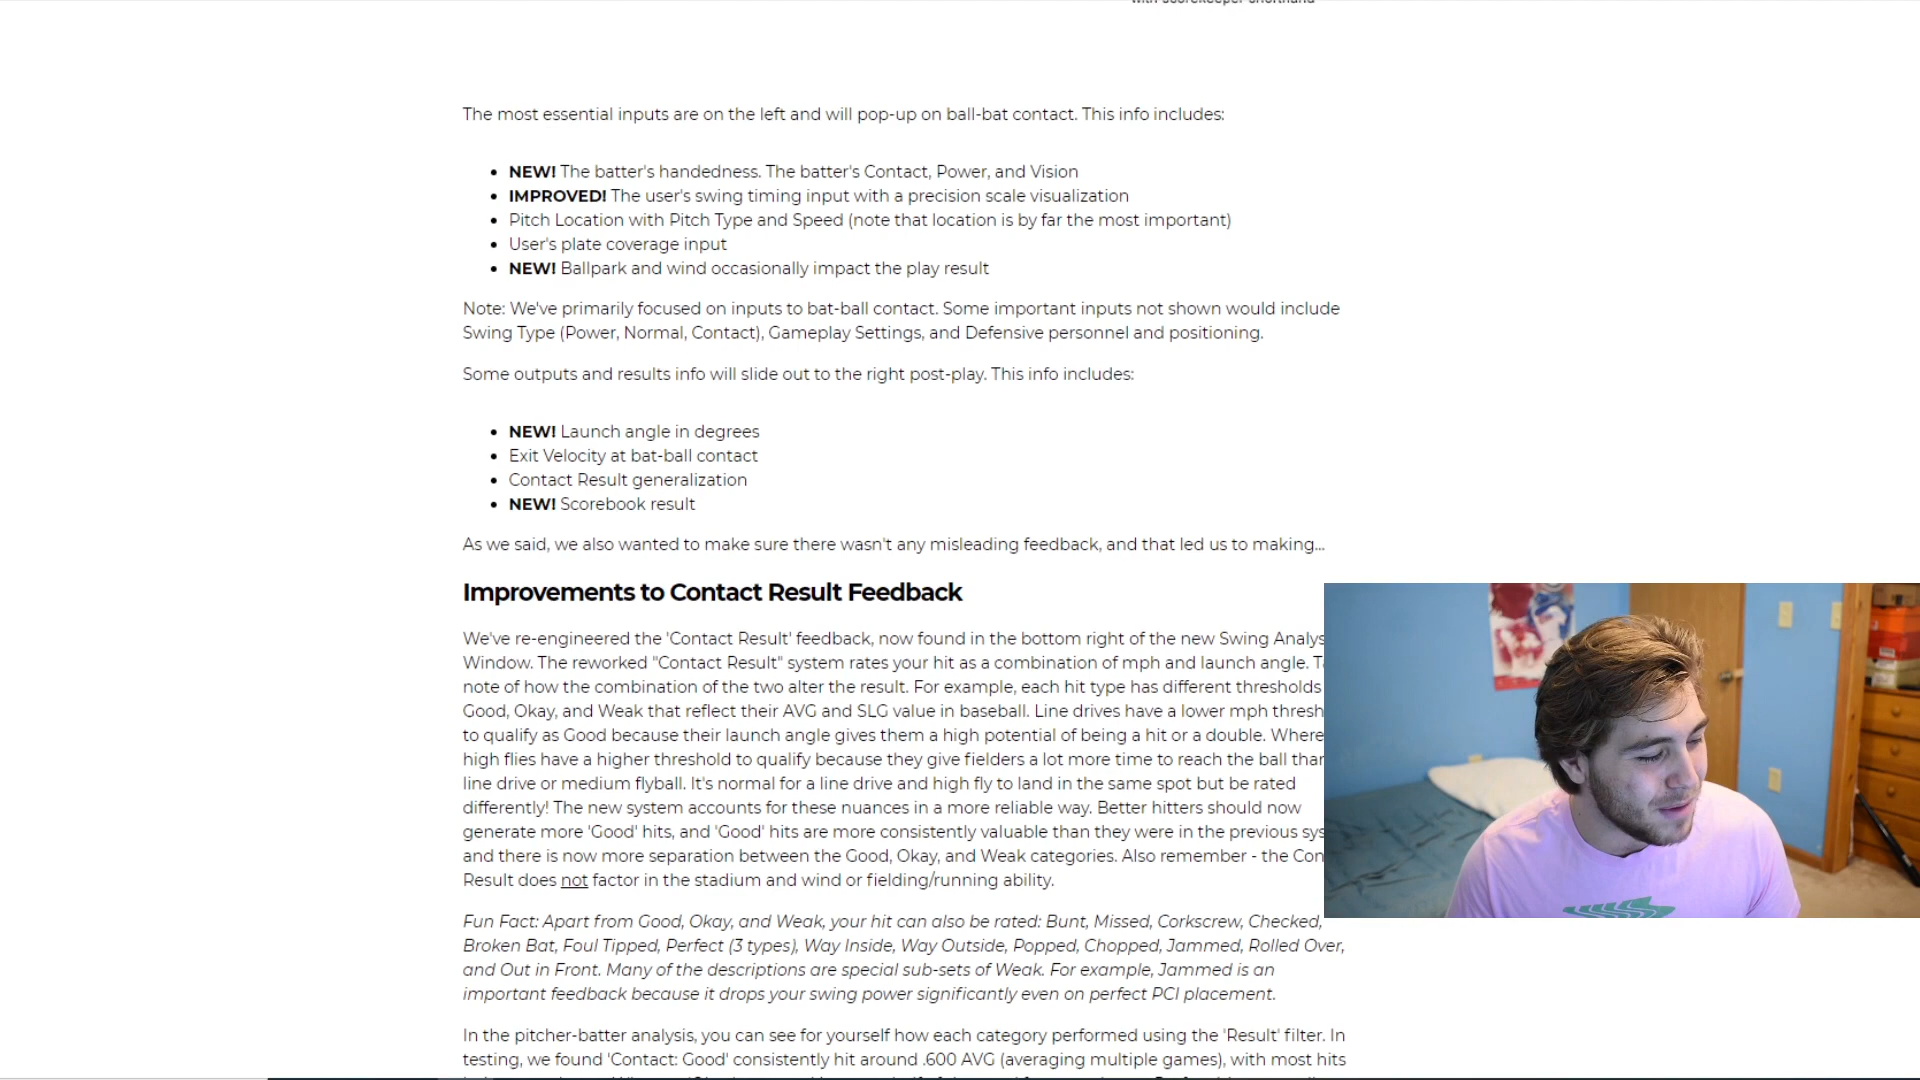 The most essential inputs are on the left and will pop-up on ball-bat contact. This info includes:
NEW! The batter's handedness. The batter's Contact, Power, and Vision
IMPROVED! The user's swing timing input with a precision scale visualization
Pitch Location with Pitch Type and Speed (note that location is by far the most important)
User's plate coverage input
NEW! Ballpark and wind occasionally impact the play result
Note: We've primarily focused on inputs to bat-ball contact. Some important inputs not shown would include
Swing Type (Power, Normal, Contact), Gameplay Settings, and Defensive personnel and positioning.
Some outputs and results info will slide out to the right post-play. This info includes:
NEW! Launch angle in degrees
Exit Velocity at bat-ball contact
Contact Result generalization
NEW! Scorebook result
As we said, we also wanted to make sure there wasn't any misleading feedback, and that led us to making...
Improvements to Contact Result Feedback
We've re-engineered the 'Contact Result' feedback, now found in the bottom right of the new Swing Analys
Window. The reworked "Contact Result" system rates your hit as a combination of mph and launch angle. T
note of how the combination of the two alter the result. For example, each hit type has different thresholds
Good, Okay, and Weak that reflect their AVG and SLG value in baseball. Line drives have a lower mph thresh
to qualify as Good because their launch angle gives them a high potential of being a hit or a double. Where
high flies have a higher threshold to qualify because they give fielders a lot more time to reach the ball than
line drive or medium flyball. It's normal for a line drive and high fly to land in the same spot but be rated
differently! The new system accounts for these nuances in a more reliable way. Better hitters should now
generate more 'Good' hits, and 'Good' hits are more consistently valuable than they were in the previous sys
and there is now more separation between the Good, Okay, and Weak categories. Also remember - the Con
Result does not factor in the stadium and wind or fielding/running ability.
Fun Fact: Apart from Good, Okay, and Weak, your hit can also be rated: Bunt, Missed, Corkscrew, Checked,
Broken Bat, Foul Tipped, Perfect (3 types), Way Inside, Way Outside, Popped, Chopped, Jammed, Rolled Over,
and Out in Front. Many of the descriptions are special sub-sets of Weak. For example, Jammed is an
important feedback because it drops your swing power significantly even on perfect PCI placement.
In the pitcher-batter analysis, you can see for yourself how each category performed using the 'Result' filter. In
testing, we found 'Contact: Good' consistently hit around .600 AVG (averaging multiple games), with most hits